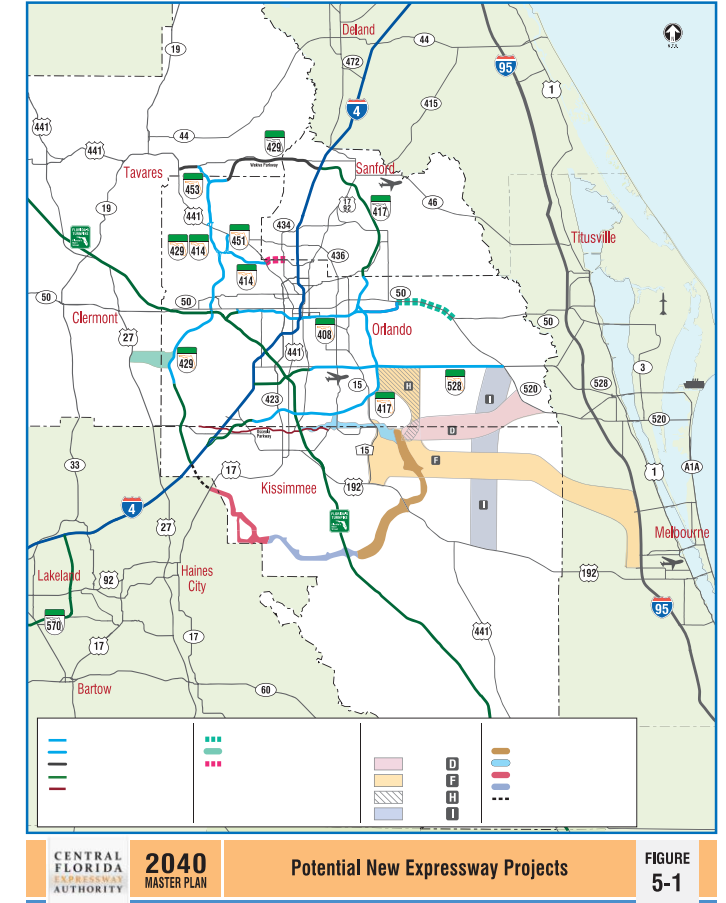 Deland
44
19
472
95
N.T.S.
1
4
415
441
44
441
429
Tavares
Wekiva Parkway
Sanford
453
46
19
441
17
92
417
434
451
429
414
Titusville
436
414
50
50
50
50
Clermont
27
408
Orlando
441
3
429
15
H
528
520
528
423
417
I
520
D
33
15
F
17
192
1
A1A
Kissimmee
4
27
I
Melbourne
Lakeland
92
Haines
City
192
570
95
17
17
441
Bartow
60
D
F
H
I
CENTRAL
FLORIDA
EXPRESSWAY
AUTHORITY
2040
MASTER PLAN
Potential New Expressway Projects
FIGURE
5-1